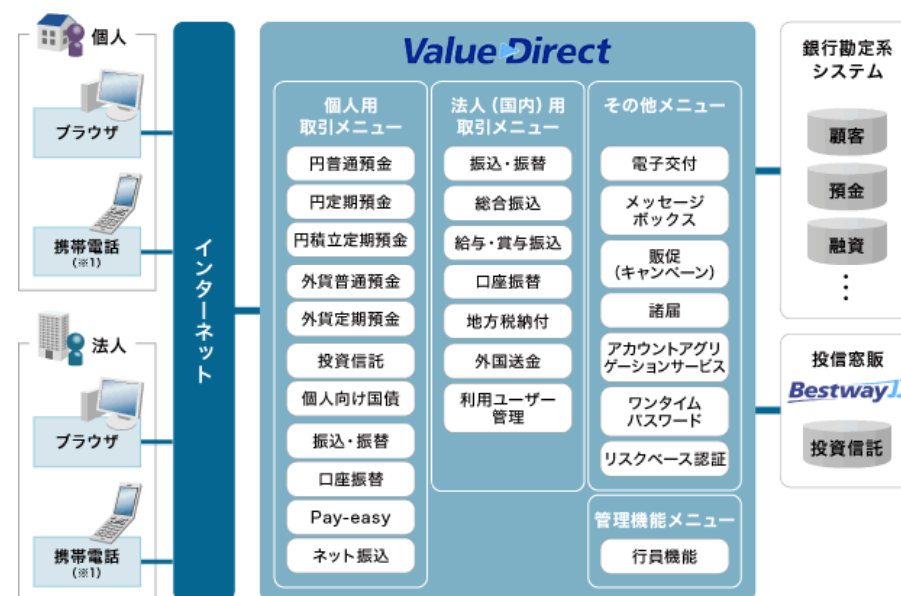 個人
ブラウザ
携帯電話
(※1)
法人
ブラウザ
携帯電話
(※1)
インターネット
Value Direct
個人用
取引メニュー
円普通預金
円定期預金
円積立定期預金
外貨普通預金
外貨定期預金
投資信託
個人向け国債
振込・振替
口座振替
Pay-easy
ネット振込
法人(国内)用
取引メニュー
振込・振替
総合振込
給与・賞与振込
口座振替
地方税納付
外国送金
利用ユーザー
管理
その他メニュー
電子交付
メッセージ
ボックス
販促
(キャンペーン)
諸届
アカウントアグリ
ゲーションサービス
ワンタイム
パスワード
リスクベース認証
管理機能メニュー
行員機能
銀行勘定系
システム
顧客
預金
融資
⋮
投信窓販
BestwayJ
投資信託